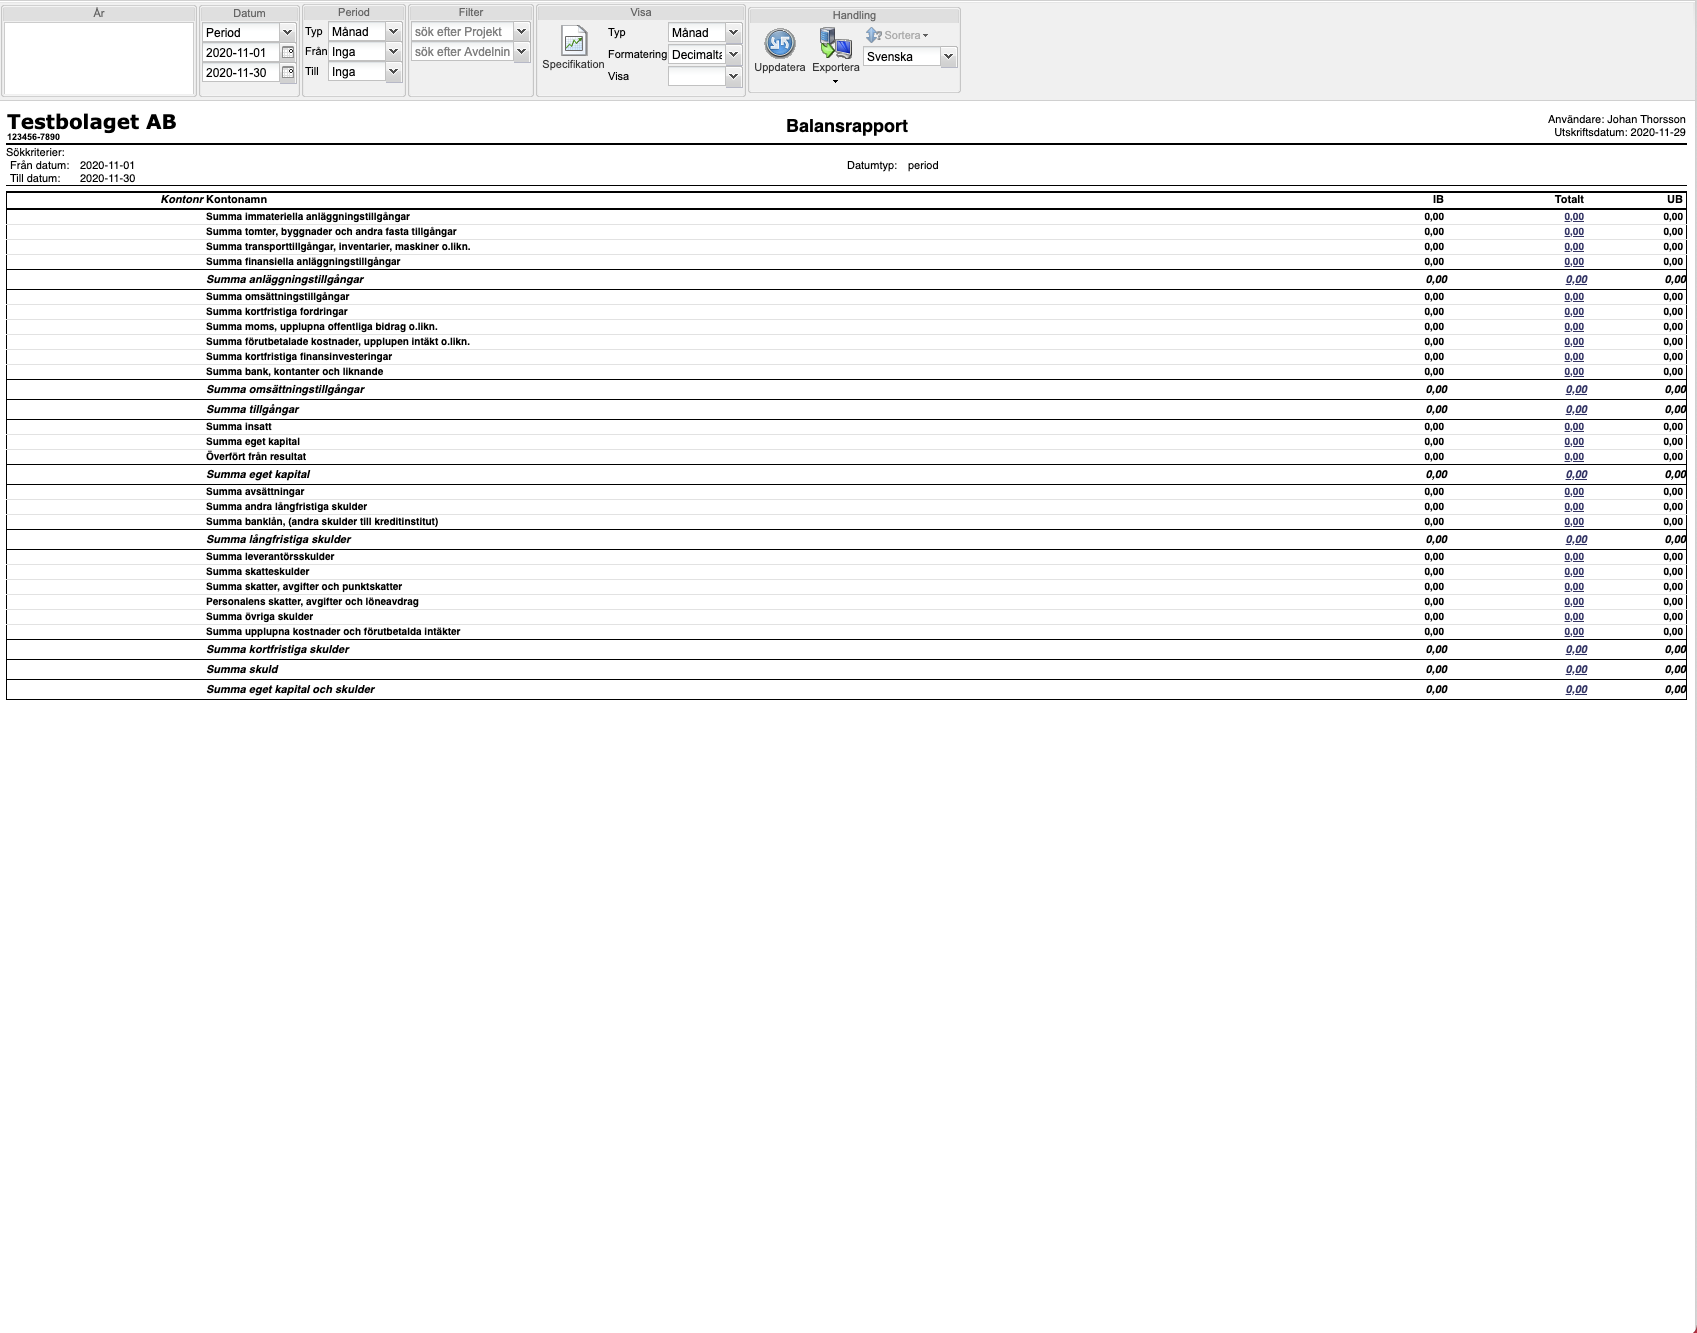 År
Datum
Period
2020-11-01
2020-11-30
Period
Typ Månad
Från Inga
Till Inga
Filter
sök efter Projekt
sök efter Avdelnin
Visa
Specifikation
Typ Månad
Formatering Decimalta
Visa
Handling
Uppdatera
Exportera
Sortera
Svenska
Testbolaget AB
123456-7890
Balansrapport
Användare: Johan Thorsson
Utskriftsdatum: 2020-11-29
Sökkriterier:
Från datum: 2020-11-01 Datumtyp: period
Till datum: 2020-11-30
Kontonr Kontonamn IB Totalt UB
Summa immateriella anläggningstillgångar 0,00 0,00 0,00
Summa tomter, byggnader och andra fasta tillgångar 0,00 0,00 0,00
Summa transporttillgångar, inventarier, maskiner o.likn. 0,00 0,00 0,00
Summa finansiella anläggningstillgångar 0,00 0,00 0,00
Summa anläggningstillgångar 0,00 0,00 0,00
Summa omsättningstillgångar 0,00 0,00 0,00
Summa kortfristiga fordringar 0,00 0,00 0,00
Summa moms, upplupna offentliga bidrag o.likn. 0,00 0,00 0,00
Summa förutbetalade kostnader, upplupen intäkt o.likn. 0,00 0,00 0,00
Summa kortfristiga finansinvesteringar 0,00 0,00 0,00
Summa bank, kontanter och liknande 0,00 0,00 0,00
Summa omsättningstillgångar 0,00 0,00 0,00
Summa tillgångar 0,00 0,00 0,00
Summa insatt 0,00 0,00 0,00
Summa eget kapital 0,00 0,00 0,00
Överfört från resultat 0,00 0,00 0,00
Summa eget kapital 0,00 0,00 0,00
Summa avsättningar 0,00 0,00 0,00
Summa andra långfristiga skulder 0,00 0,00 0,00
Summa banklån, (andra skulder till kreditinstitut) 0,00 0,00 0,00
Summa långfristiga skulder 0,00 0,00 0,00
Summa leverantörsskulder 0,00 0,00 0,00
Summa skatteskulder 0,00 0,00 0,00
Summa skatter, avgifter och punktskatter 0,00 0,00 0,00
Personalens skatter, avgifter och löneavdrag 0,00 0,00 0,00
Summa övriga skulder 0,00 0,00 0,00
Summa upplupna kostnader och förutbetalda intäkter 0,00 0,00 0,00
Summa kortfristiga skulder 0,00 0,00 0,00
Summa skuld 0,00 0,00 0,00
Summa eget kapital och skulder 0,00 0,00 0,00